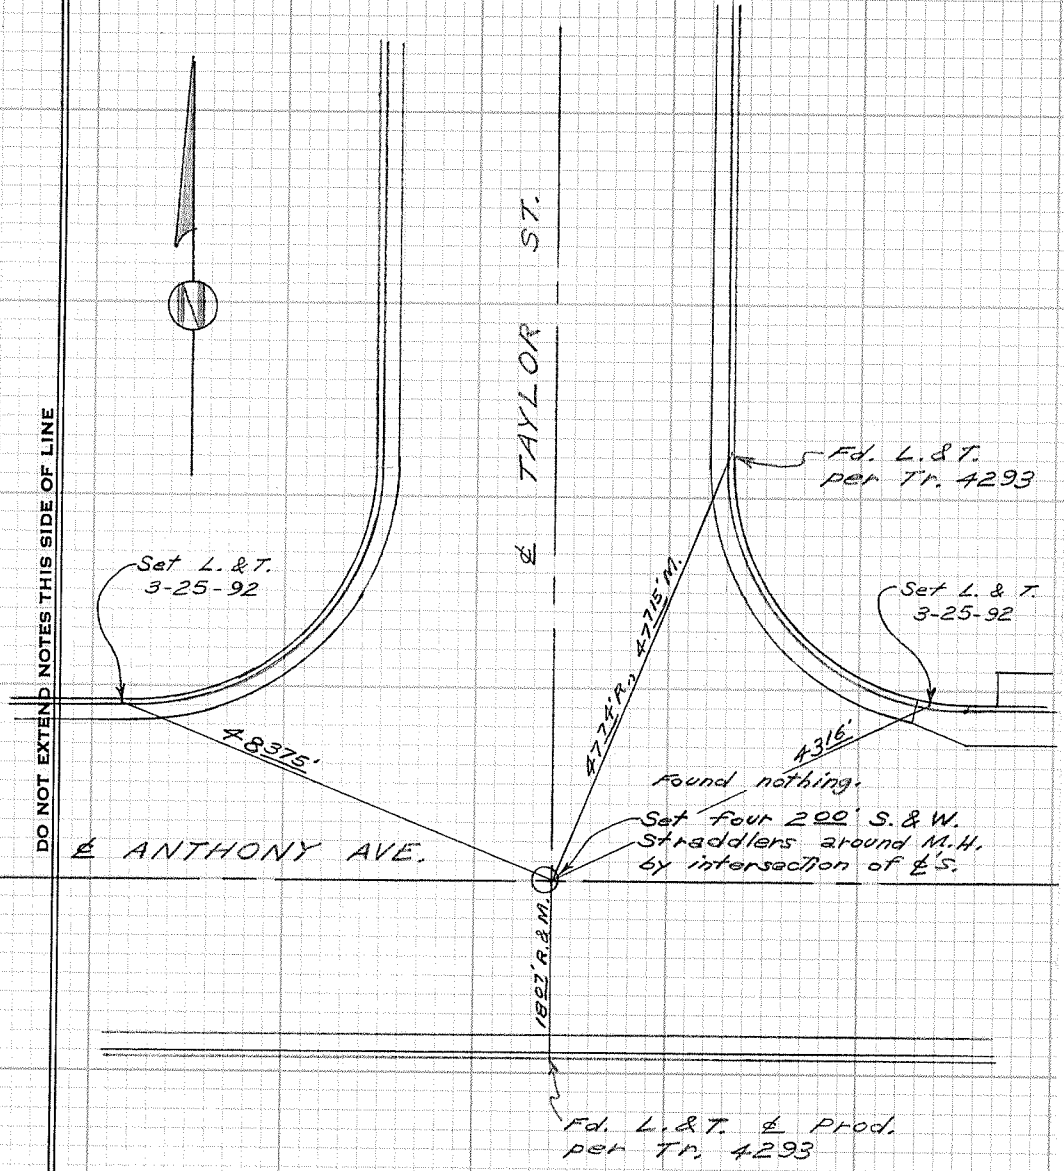 DO NOT EXTEND NOTES THIS SIDE OF LINE
N
℄ TAYLOR ST.
Fd. L. & T.
per Tr. 4293
Set L. & T.
3-25-92
Set L. & T.
3-25-92
47.74' R., 47.715' M.
48.375'
43.16'
Found nothing.
Set four 2.00' S. & W.
Straddlers around M.H.
by intersection of ℄'s.
℄ ANTHONY AVE.
18.07' R. & M.
Fd. L. & T. ℄ Prod.
per Tr. 4293